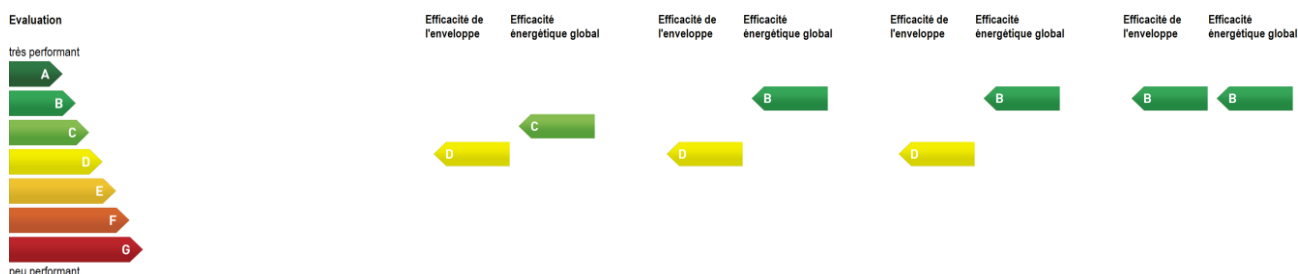 Evaluation
Efficacité de l'enveloppe
Efficacité énergétique global
Efficacité de l'enveloppe
Efficacité énergétique global
Efficacité de l'enveloppe
Efficacité énergétique global
Efficacité de l'enveloppe
Efficacité énergétique global
très performant
A
B
B
B
B
B
C
C
D
D
D
D
E
F
G
peu performant